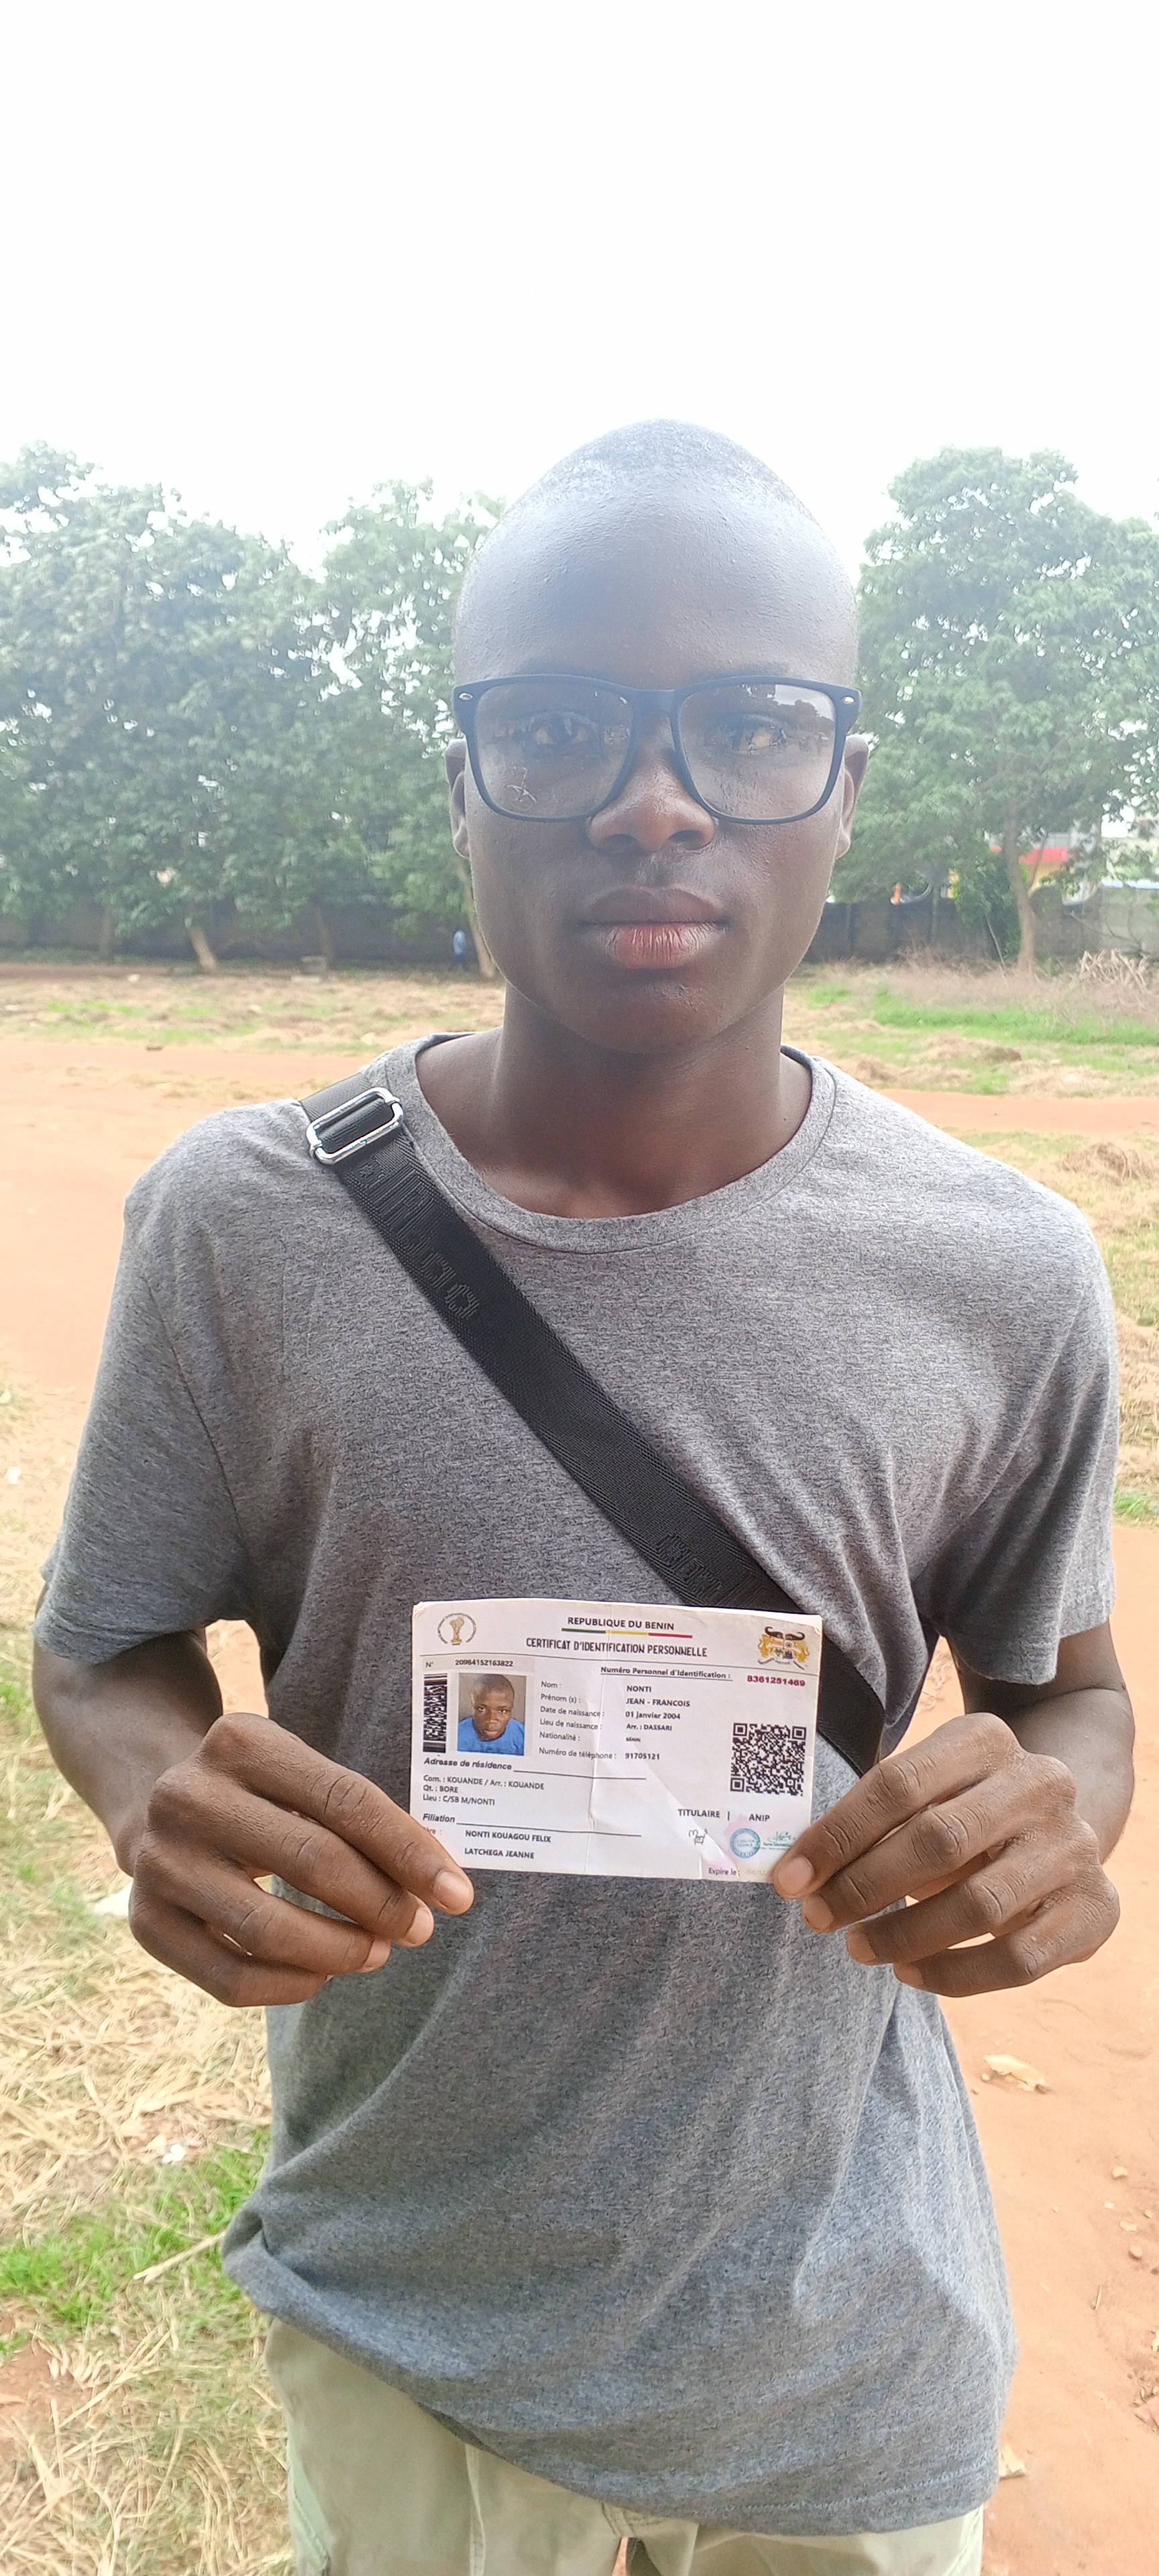 REPUBLIQUE DU BENIN
CERTIFICAT D'IDENTIFICATION PERSONNELLE
N° 20984152163822
Numéro Personnel d'Identification : 8361251469
Nom : NONTI
Prénom (s) : JEAN - FRANCOIS
Date de naissance : 01 janvier 2004
Lieu de naissance : Arr. : DASSARI
Nationalité : BÉNIN
Numéro de téléphone : 91705121
Adresse de résidence
Com. : KOUANDE / Arr. : KOUANDE
Qt. : BORE
Lieu : C/SB M/NONTI
TITULAIRE | ANIP
Filiation
NONTI KOUAGOU FELIX
LATCHEGA JEANNE
Expire le :